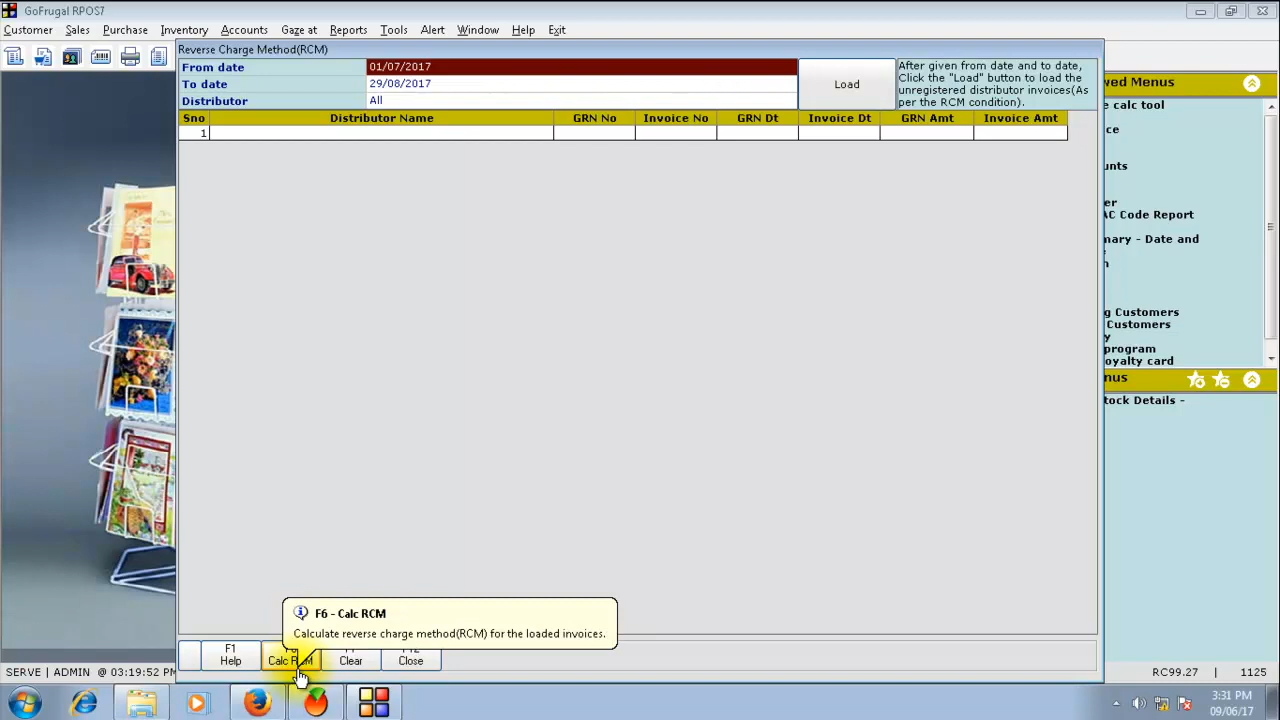 GoFrugal RPOS7
Customer Sales Purchase Inventory Accounts Gaze at Reports Tools Alert Window Help Exit
Reverse Charge Method(RCM)
From date 01/07/2017
To date 29/08/2017
Distributor All
Load
After given from date and to date,
Click the "Load" button to load the
unregistered distributor invoices(As
per the RCM condition).
Sno Distributor Name GRN No Invoice No GRN Dt Invoice Dt GRN Amt Invoice Amt
1
wed Menus
e calc tool
ce
unts
er
AC Code Report
mary - Date and
g Customers
Customers
y
program
oyalty card
nus
tock Details -
F6 - Calc RCM
Calculate reverse charge method(RCM) for the loaded invoices.
F1
Help
Calc
Clear
Close
SERVE | ADMIN @ 03:19:52 PM
RC99.27 | 1125
3:31 PM
09/06/17